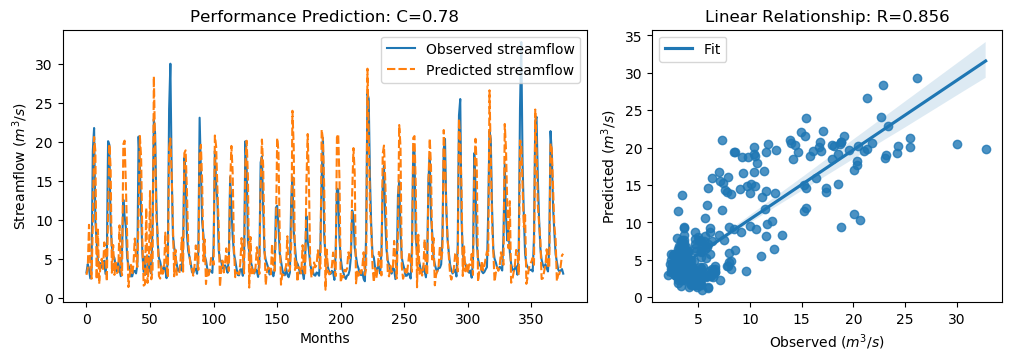 Performance Prediction: C=0.78
Observed streamflow
Predicted streamflow
Streamflow (m³/s)
30
25
20
15
10
5
0
0 50 100 150 200 250 300 350
Months
Linear Relationship: R=0.856
Fit
Predicted (m³/s)
35
30
25
20
15
10
5
0
5 10 15 20 25 30
Observed (m³/s)